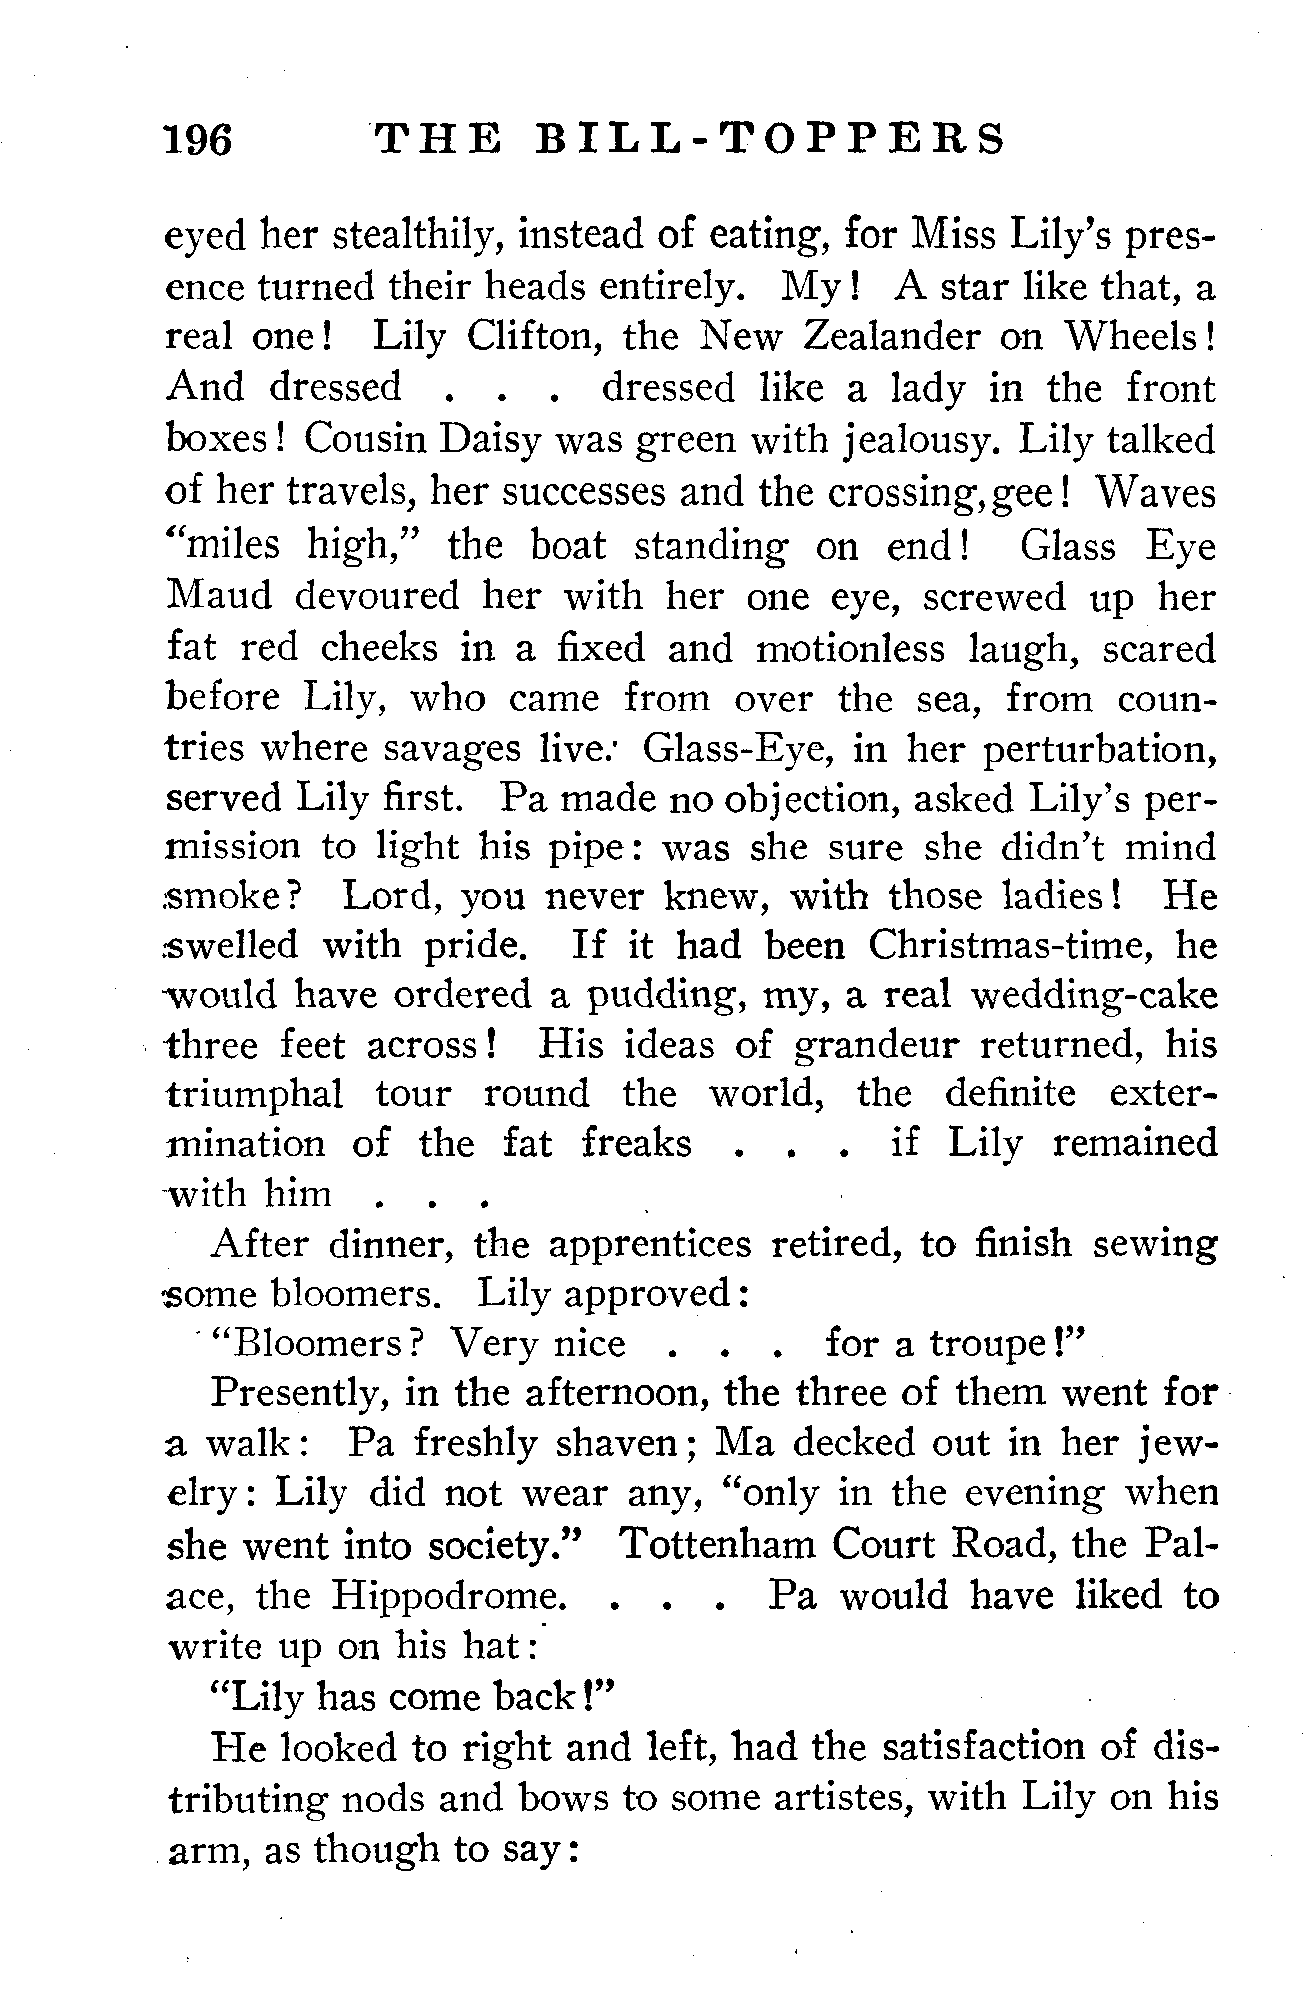 196 THE BILL-TOPPERS
eyed her stealthily, instead of eating, for Miss Lily's pres-
ence turned their heads entirely. My! A star like that, a
real one! Lily Clifton, the New Zealander on Wheels!
And dressed . . . dressed like a lady in the front
boxes! Cousin Daisy was green with jealousy. Lily talked
of her travels, her successes and the crossing, gee! Waves
“miles high,” the boat standing on end! Glass Eye
Maud devoured her with her one eye, screwed up her
fat red cheeks in a fixed and motionless laugh, scared
before Lily, who came from over the sea, from coun-
tries where savages live. Glass-Eye, in her perturbation,
served Lily first. Pa made no objection, asked Lily's per-
mission to light his pipe: was she sure she didn't mind
smoke? Lord, you never knew, with those ladies! He
swelled with pride. If it had been Christmas-time, he
would have ordered a pudding, my, a real wedding-cake
three feet across! His ideas of grandeur returned, his
triumphal tour round the world, the definite exter-
mination of the fat freaks . . . if Lily remained
with him . . .
After dinner, the apprentices retired, to finish sewing
some bloomers. Lily approved:
“Bloomers? Very nice . . . for a troupe!”
Presently, in the afternoon, the three of them went for
a walk: Pa freshly shaven; Ma decked out in her jew-
elry: Lily did not wear any, “only in the evening when
she went into society.” Tottenham Court Road, the Pal-
ace, the Hippodrome. . . . Pa would have liked to
write up on his hat:
“Lily has come back!”
He looked to right and left, had the satisfaction of dis-
tributing nods and bows to some artistes, with Lily on his
arm, as though to say: